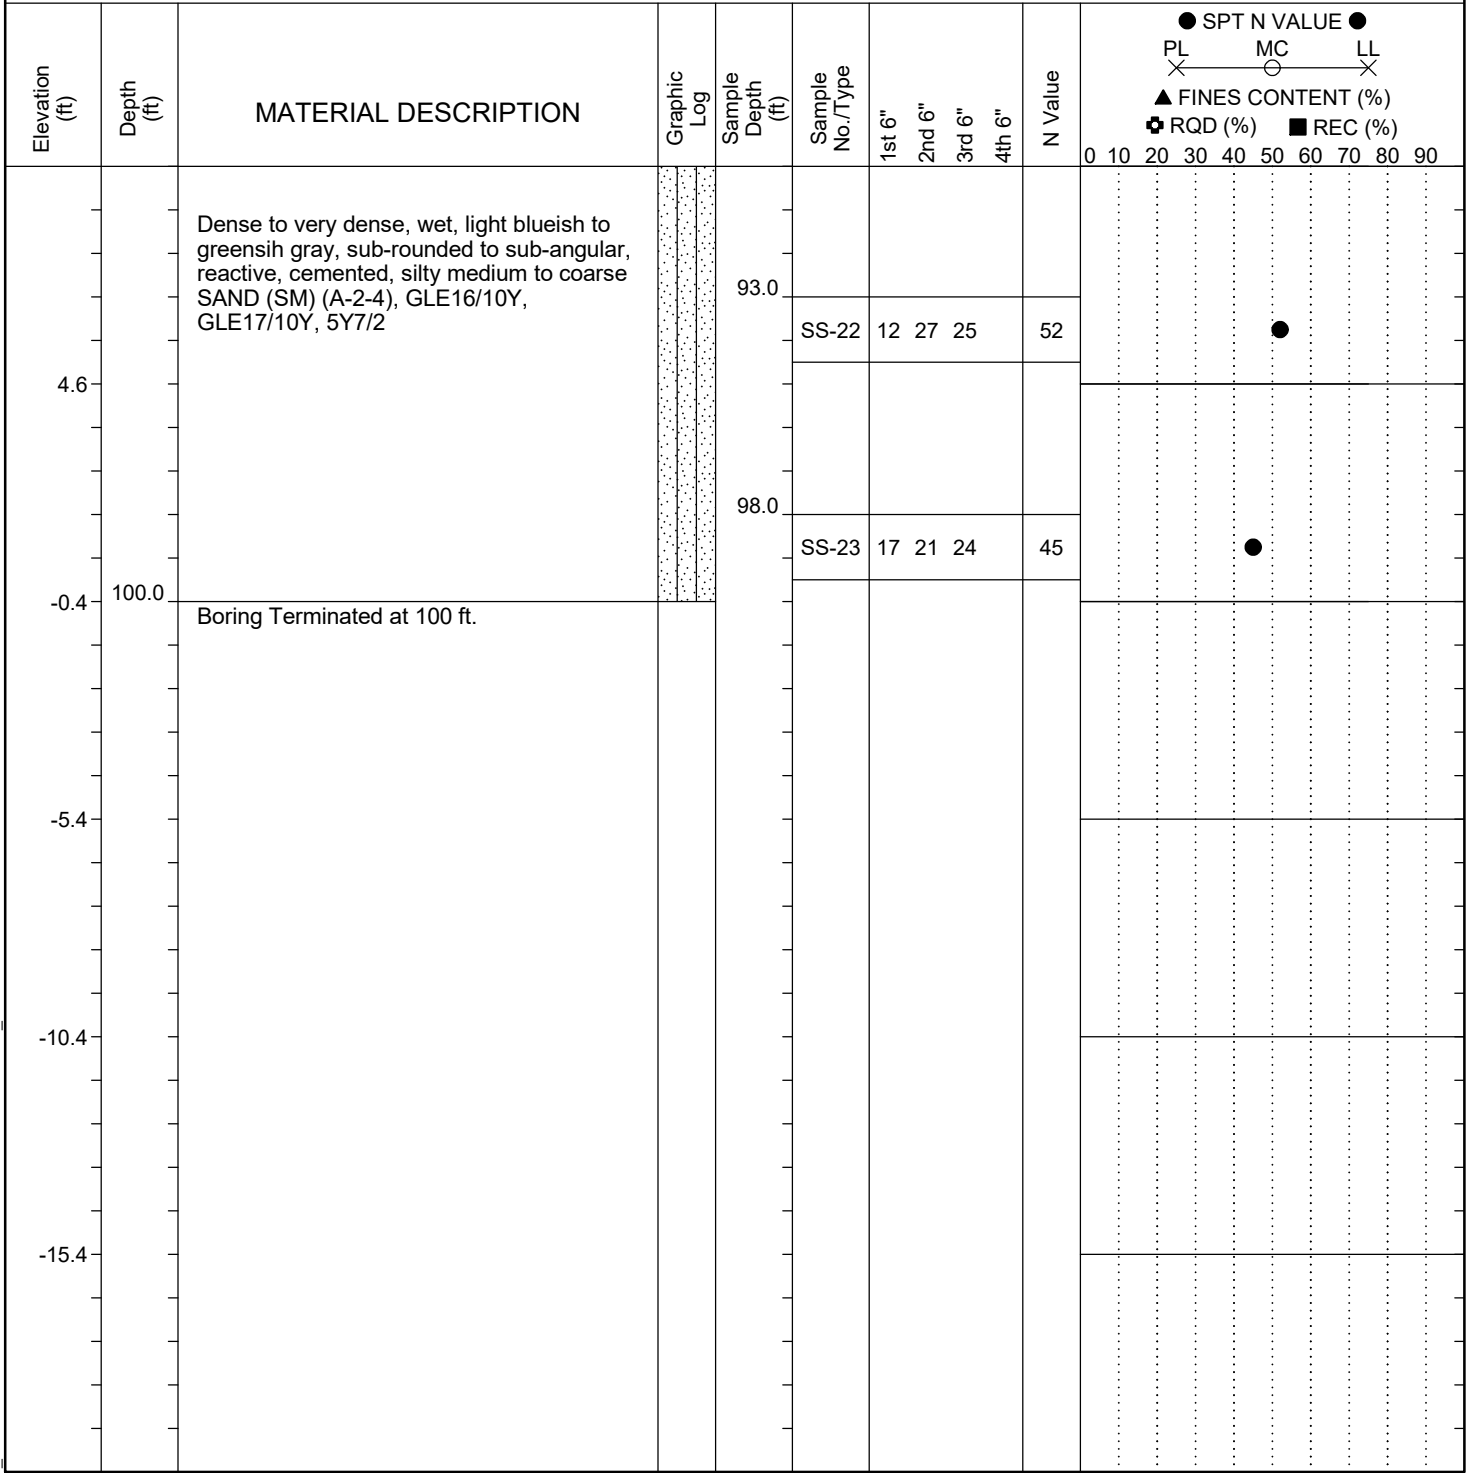 Elevation
(ft)
Depth
(ft)
MATERIAL DESCRIPTION
Graphic
Log
Sample
Depth
(ft)
Sample
No./Type
1st 6"
2nd 6"
3rd 6"
4th 6"
N Value
● SPT N VALUE ●
PL MC LL
▲ FINES CONTENT (%)
RQD (%) ■ REC (%)
0 10 20 30 40 50 60 70 80 90
Dense to very dense, wet, light blueish to
greensih gray, sub-rounded to sub-angular,
reactive, cemented, silty medium to coarse
SAND (SM) (A-2-4), GLE16/10Y,
GLE17/10Y, 5Y7/2
93.0
SS-22 12 27 25 52
4.6
98.0
SS-23 17 21 24 45
100.0
-0.4
Boring Terminated at 100 ft.
-5.4
-10.4
-15.4